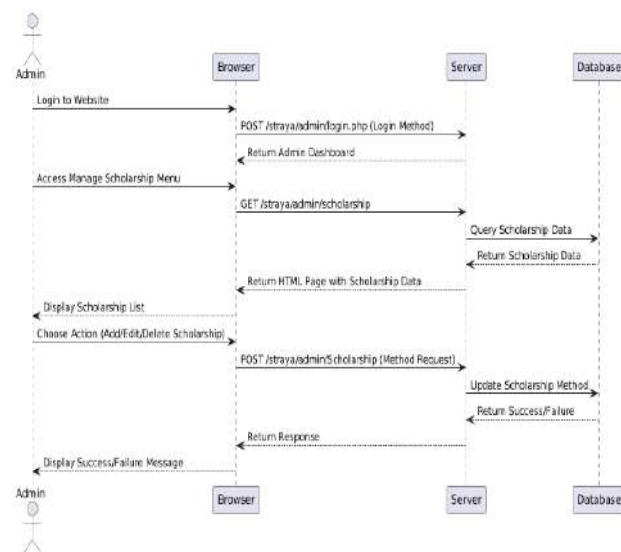 Admin
Browser
Server
Database
Login to Website
POST /straya/admin/login.php (Login Method)
Return Admin Dashboard
Access Manage Scholarship Menu
GET /straya/admin/scholarship
Query Scholarship Data
Return Scholarship Data
Return HTML Page with Scholarship Data
Display Scholarship List
Choose Action (Add/Edit/Delete Scholarship)
POST /straya/admin/Scholarship (Method Request)
Update Scholarship Method
Return Success/Failure
Return Response
Display Success/Failure Message
Admin
Browser
Server
Database